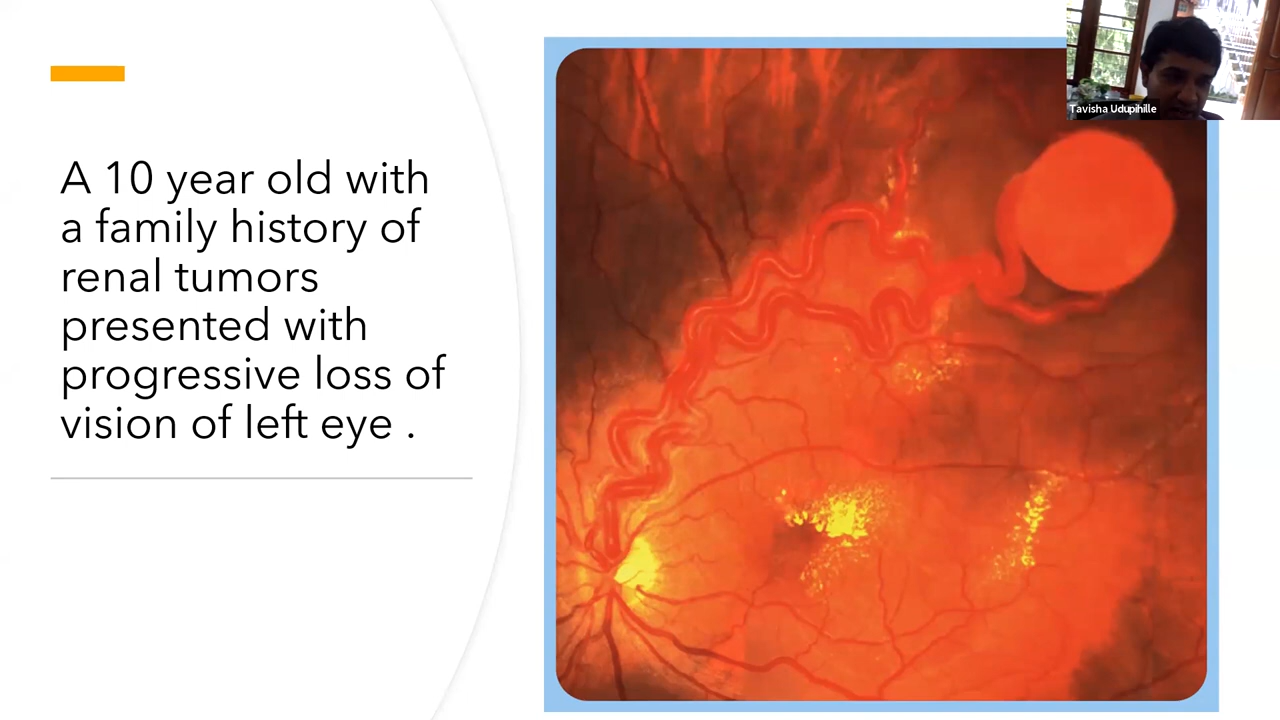 A 10 year old with
a family history of
renal tumors
presented with
progressive loss of
vision of left eye .
Tavisha Udupihille